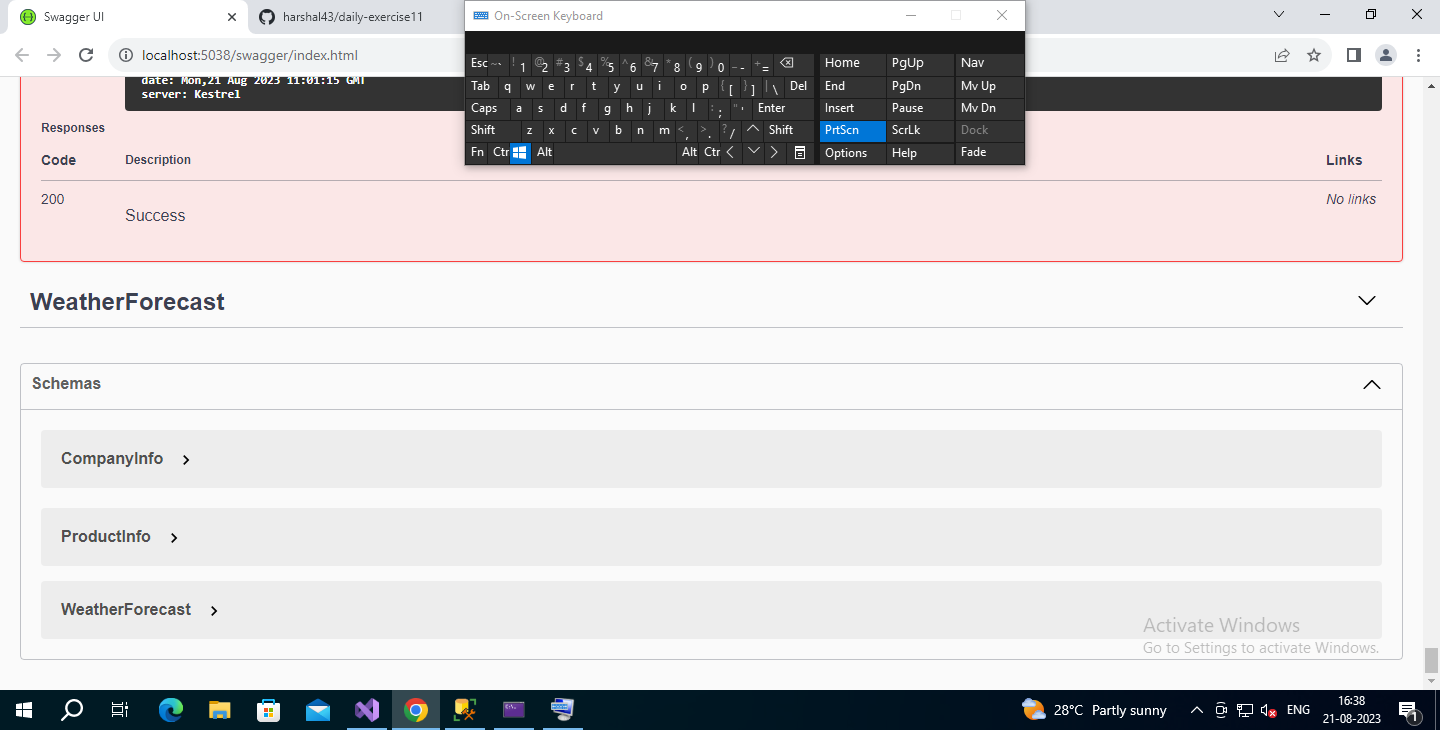 Swagger UI
harshal43/daily-exercise11
On-Screen Keyboard
localhost:5038/swagger/index.html
date: Mon,21 Aug 2023 11:01:15 GMT
server: Kestrel
Esc ~ ` ! 1 @ 2 # 3 $ 4 % 5 ^ 6 & 7 * 8 ( 9 ) 0 _ - + = Home PgUp Nav
Tab q w e r t y u i o p { [ } ] | \ Del End PgDn Mv Up
Caps a s d f g h j k l : ; " ' Enter Insert Pause Mv Dn
Shift z x c v b n m < , > . ? / Shift PrtScn ScrLk Dock
Fn Ctr Alt Alt Ctr Options Help Fade
Responses
Code Description Links
200 Success No links
WeatherForecast
Schemas
CompanyInfo
ProductInfo
WeatherForecast
Activate Windows
Go to Settings to activate Windows.
28°C Partly sunny ENG 16:38
21-08-2023
1